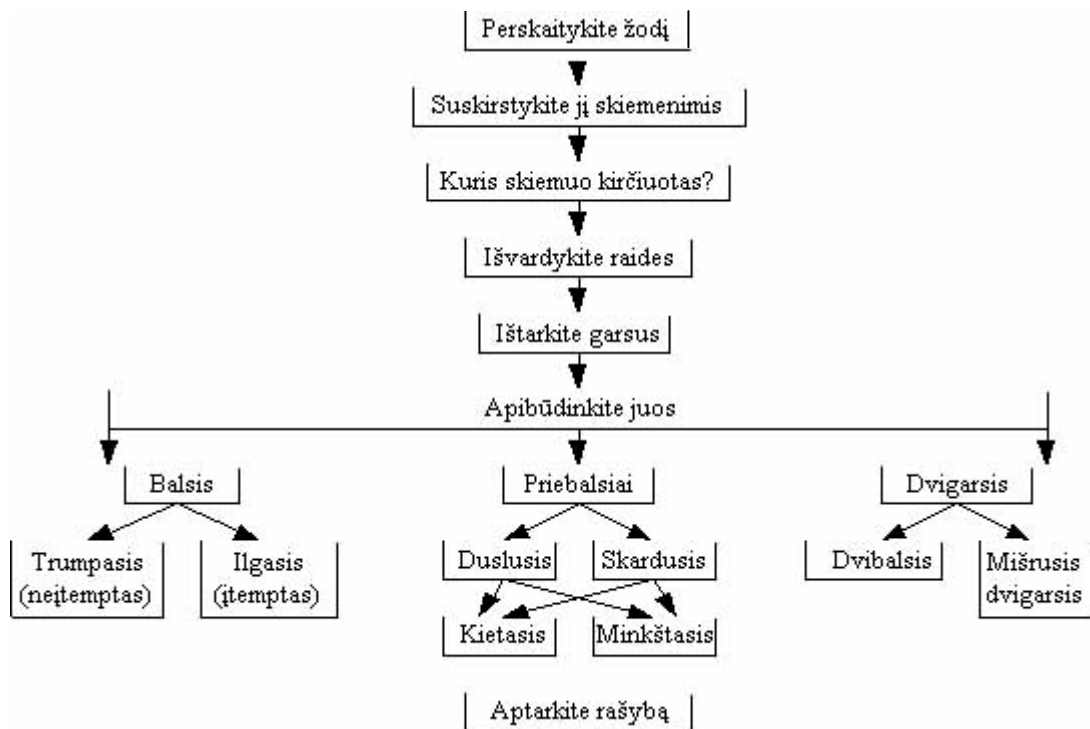 Perskaitykite žodį
Suskirstykite jį skiemenimis
Kuris skiemuo kirčiuotas?
Išvardykite raides
Ištarkite garsus
Apibūdinkite juos
Balsis
Priebalsiai
Dvigarsis
Trumpasis
(neįtemptas)
Ilgasis
(įtemptas)
Duslusis
Skardusis
Dvibalsis
Mišrusis
dvigarsis
Kietasis
Minkštasis
Aptarkite rašybą